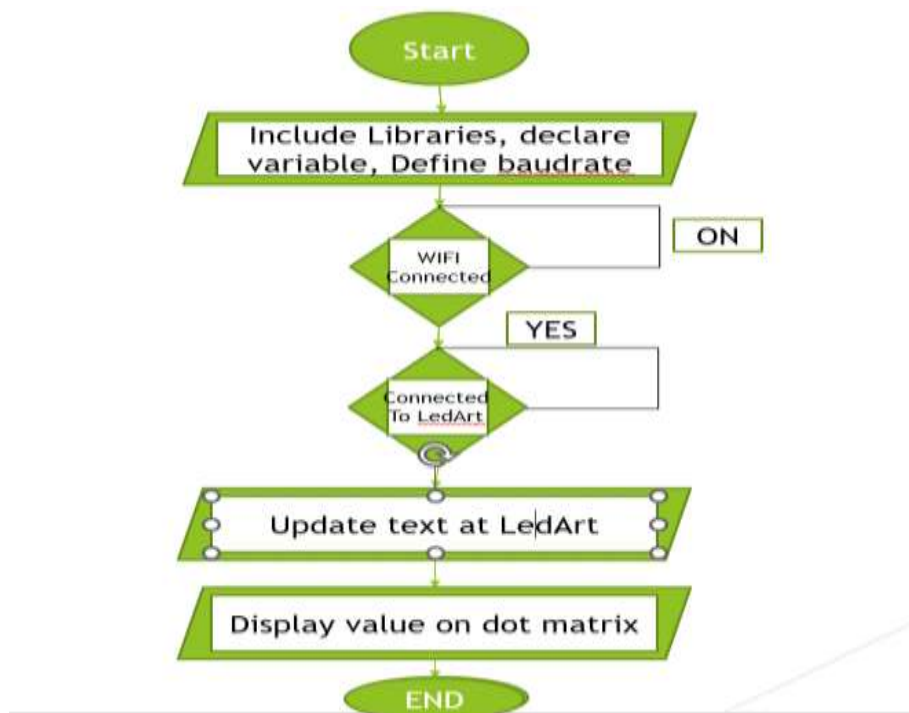 Start
Include Libraries, declare
variable, Define baudrate
WIFI
Connected
ON
YES
Connected
To LedArt
Update text at LedArt
Display value on dot matrix
END